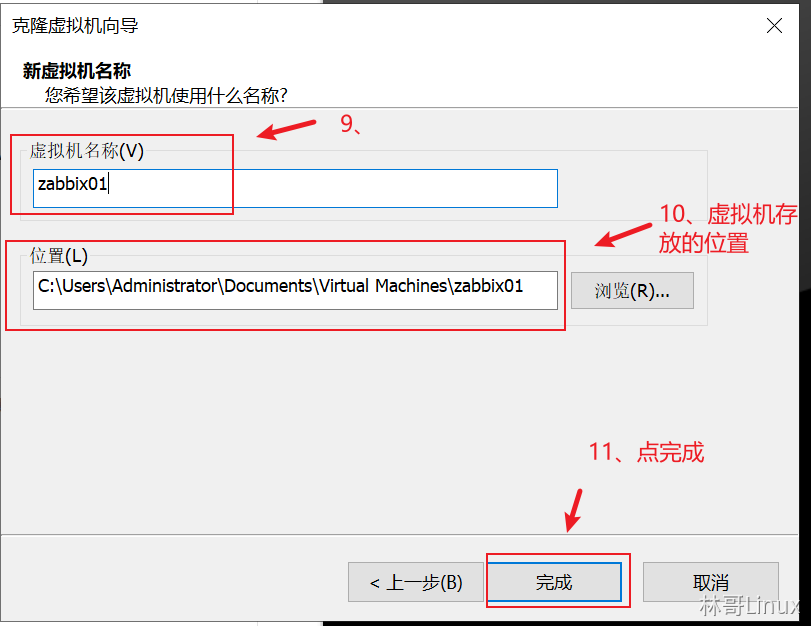 克隆虚拟机向导
新虚拟机名称
您希望该虚拟机使用什么名称?
9、
虚拟机名称(V)
zabbix01
10、虚拟机存
放的位置
位置(L)
C:\Users\Administrator\Documents\Virtual Machines\zabbix01
浏览(R)...
11、点完成
< 上一步(B)
完成
取消
林哥Linux